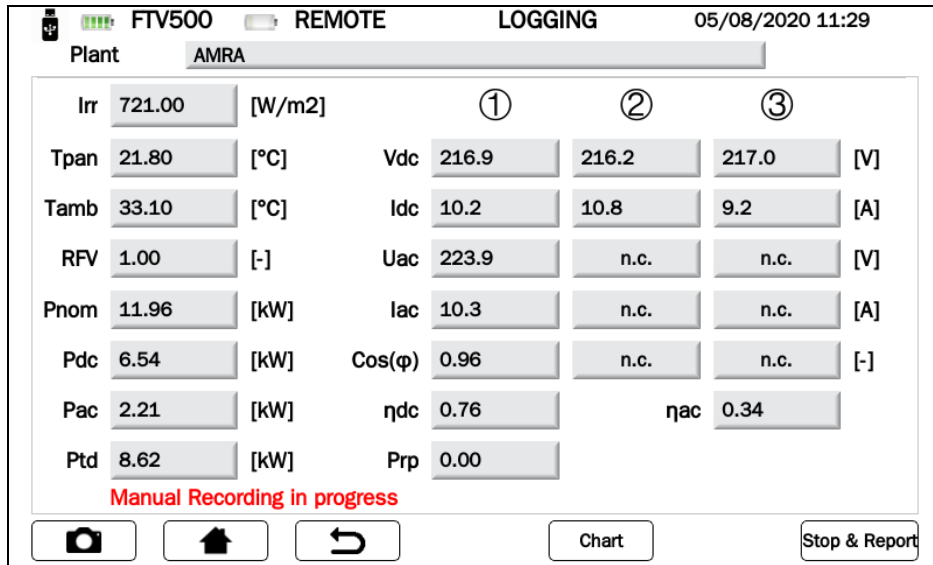 FTV500 REMOTE LOGGING 05/08/2020 11:29
Plant AMRA
Irr 721.00 [W/m2] ① ② ③
Tpan 21.80 [°C] Vdc 216.9 216.2 217.0 [V]
Tamb 33.10 [°C] Idc 10.2 10.8 9.2 [A]
RFV 1.00 [-] Uac 223.9 n.c. n.c. [V]
Pnom 11.96 [kW] Iac 10.3 n.c. n.c. [A]
Pdc 6.54 [kW] Cos(φ) 0.96 n.c. n.c. [-]
Pac 2.21 [kW] ηdc 0.76 ηac 0.34
Ptd 8.62 [kW] Prp 0.00
Manual Recording in progress
Chart Stop & Report